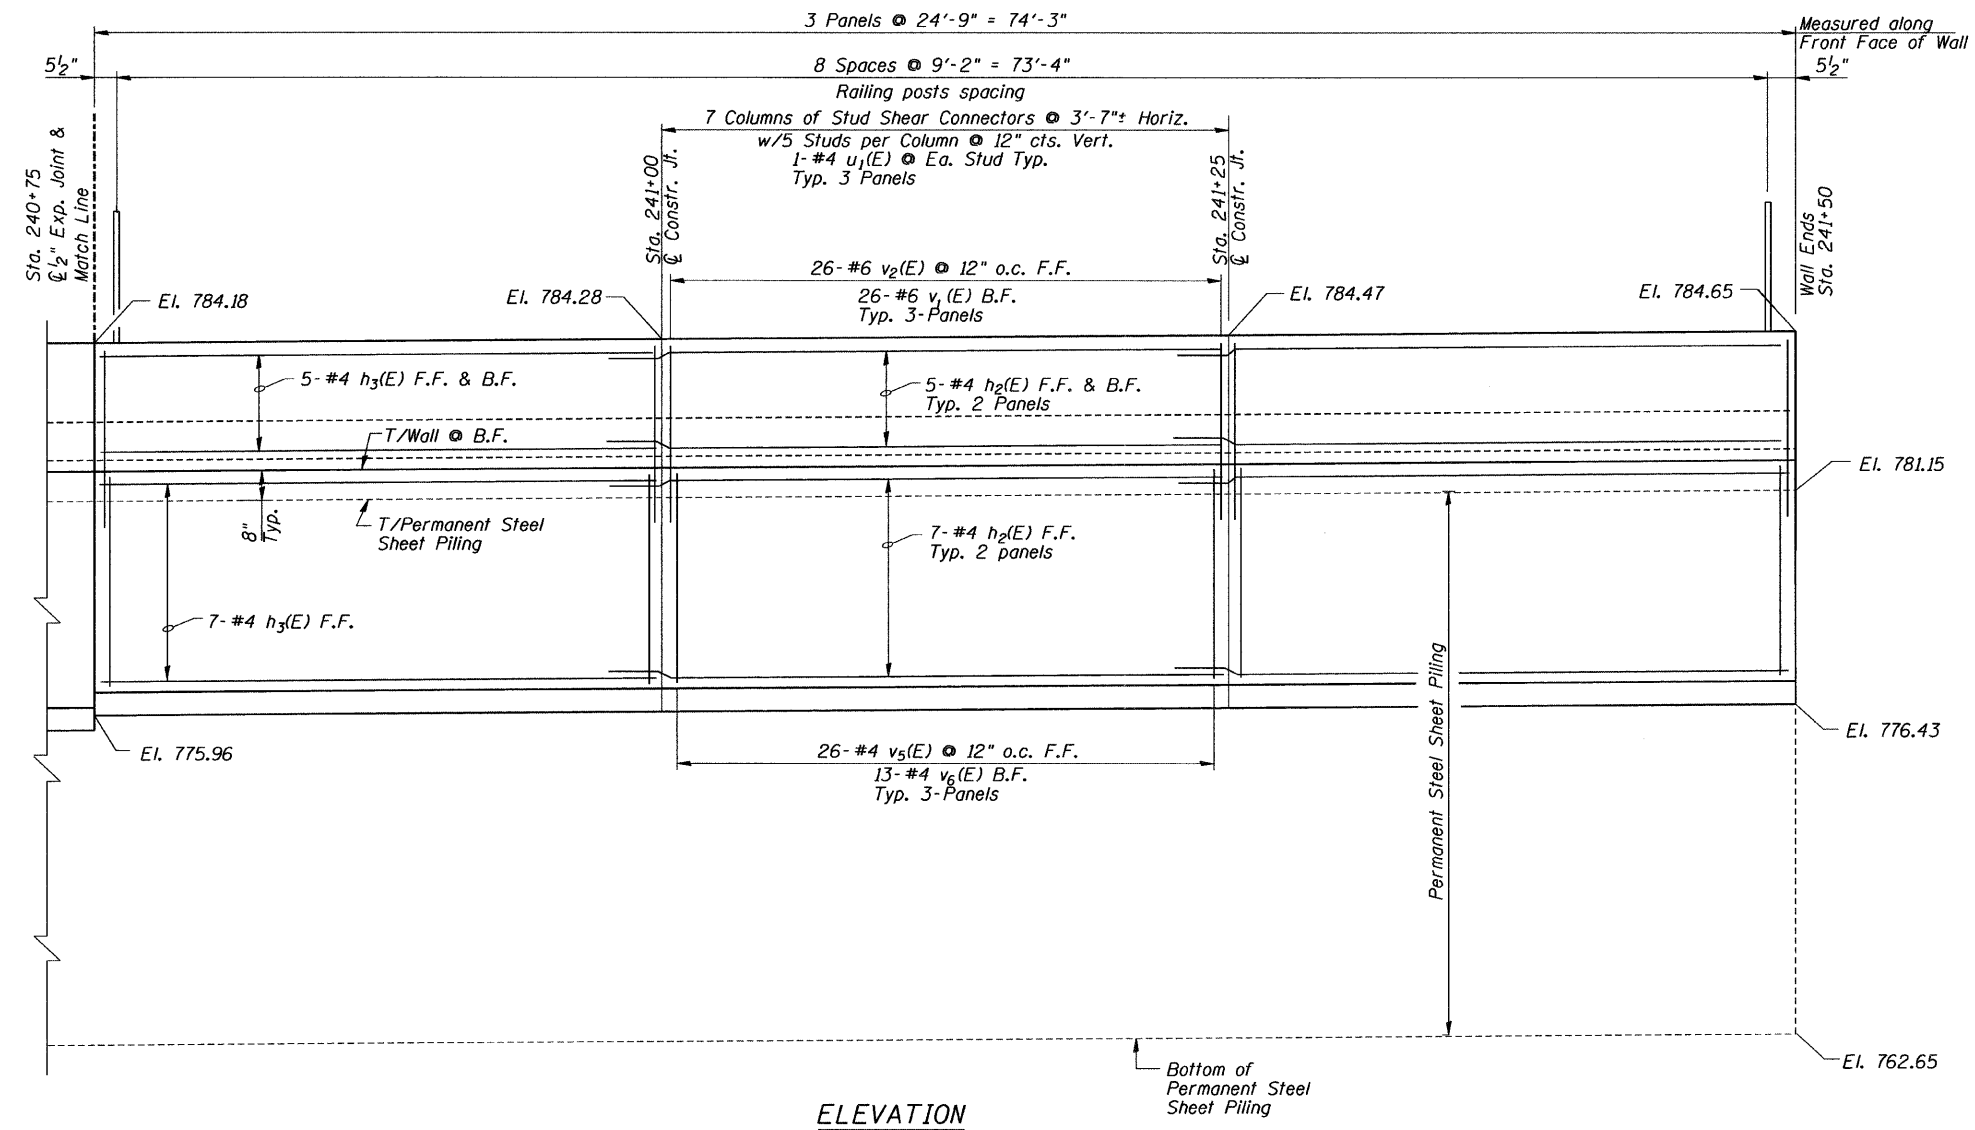 3 Panels @ 24'-9" = 74'-3"
Measured along
Front Face of Wall
5½"
8 Spaces @ 9'-2" = 73'-4"
Railing posts spacing
5½"
7 Columns of Stud Shear Connectors @ 3'-7"± Horiz.
w/5 Studs per Column @ 12" cts. Vert.
1-#4 u1(E) @ Ea. Stud Typ.
Typ. 3 Panels
Sta. 240+75
℄ ½" Exp. Joint &
Match Line
Sta. 241+00
℄ Constr. Jt.
Sta. 241+25
℄ Constr. Jt.
Wall Ends
Sta. 241+50
26-#6 v2(E) @ 12" o.c. F.F.
26-#6 v1(E) B.F.
Typ. 3-Panels
El. 784.18
El. 784.28
El. 784.47
El. 784.65
5-#4 h3(E) F.F. & B.F.
5-#4 h2(E) F.F. & B.F.
Typ. 2 Panels
T/Wall @ B.F.
El. 781.15
8"
Typ.
T/Permanent Steel
Sheet Piling
7-#4 h2(E) F.F.
Typ. 2 panels
7-#4 h3(E) F.F.
Permanent Steel Sheet Piling
El. 775.96
26-#4 v5(E) @ 12" o.c. F.F.
13-#4 v6(E) B.F.
Typ. 3-Panels
El. 776.43
El. 762.65
Bottom of
Permanent Steel
Sheet Piling
ELEVATION